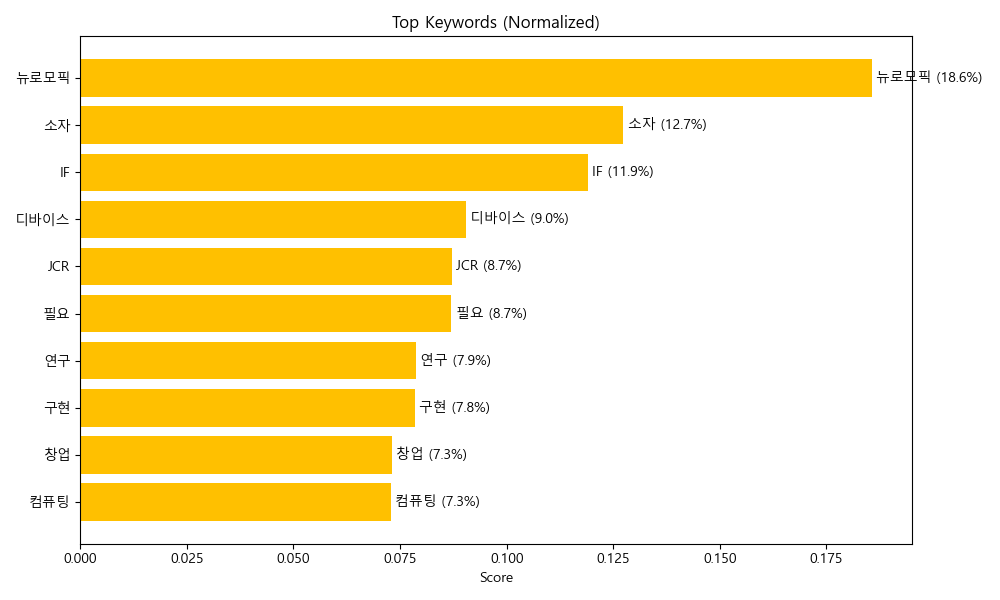 Top Keywords (Normalized)
뉴로모픽 뉴로모픽 (18.6%)
소자 소자 (12.7%)
IF IF (11.9%)
디바이스 디바이스 (9.0%)
JCR JCR (8.7%)
필요 필요 (8.7%)
연구 연구 (7.9%)
구현 구현 (7.8%)
창업 창업 (7.3%)
컴퓨팅 컴퓨팅 (7.3%)
0.000 0.025 0.050 0.075 0.100 0.125 0.150 0.175
Score